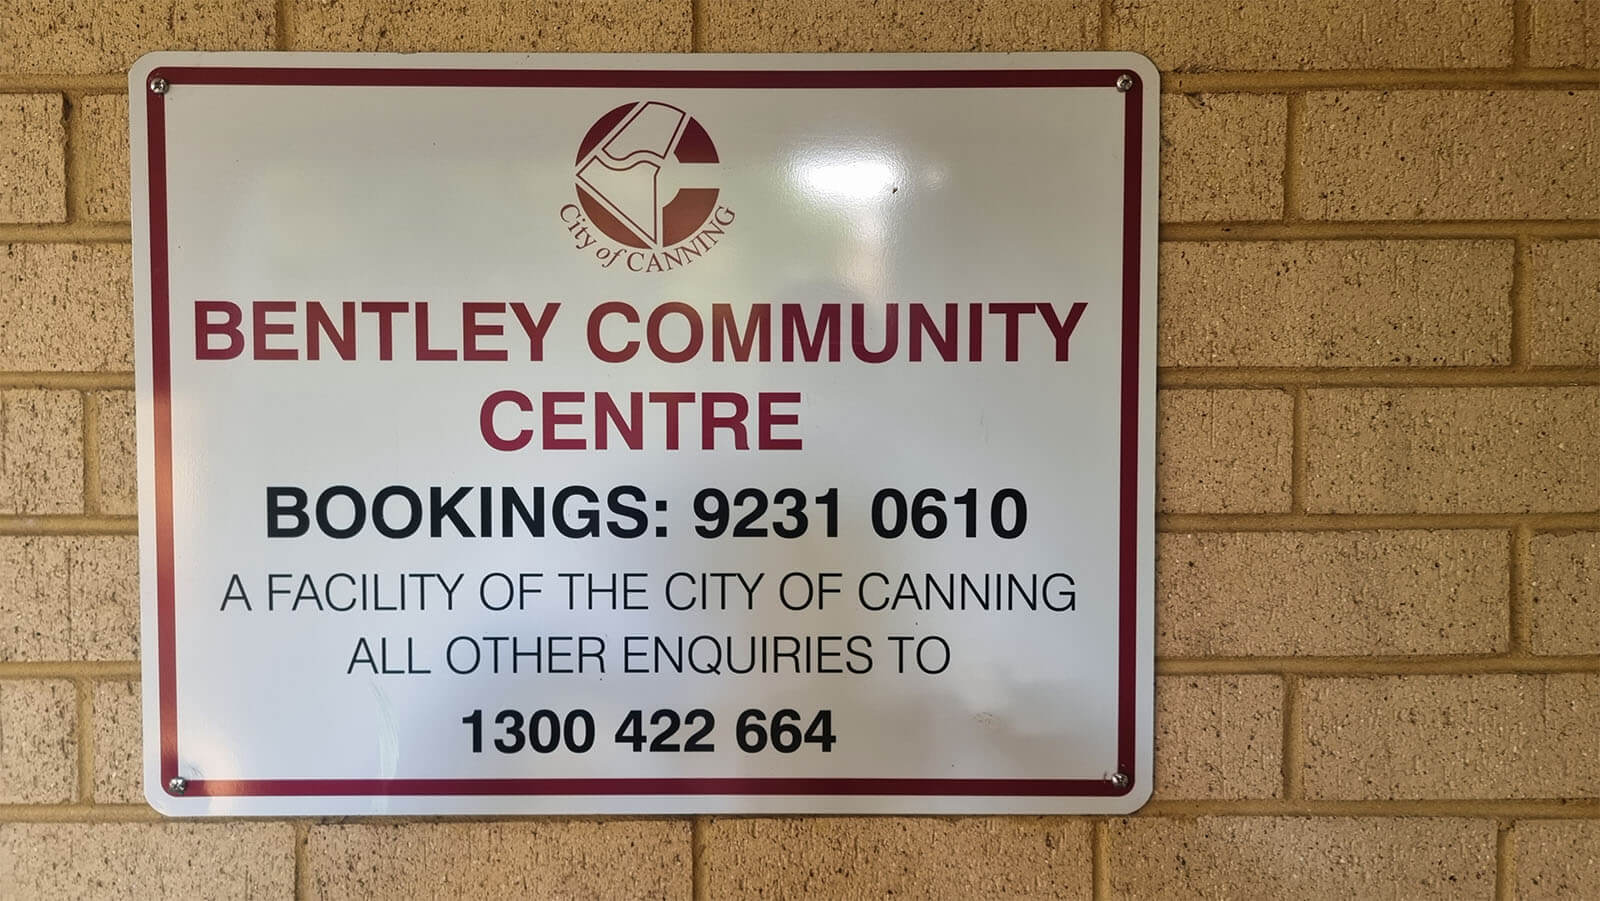 City of CANNING
BENTLEY COMMUNITY
CENTRE
BOOKINGS: 9231 0610
A FACILITY OF THE CITY OF CANNING
ALL OTHER ENQUIRIES TO
1300 422 664